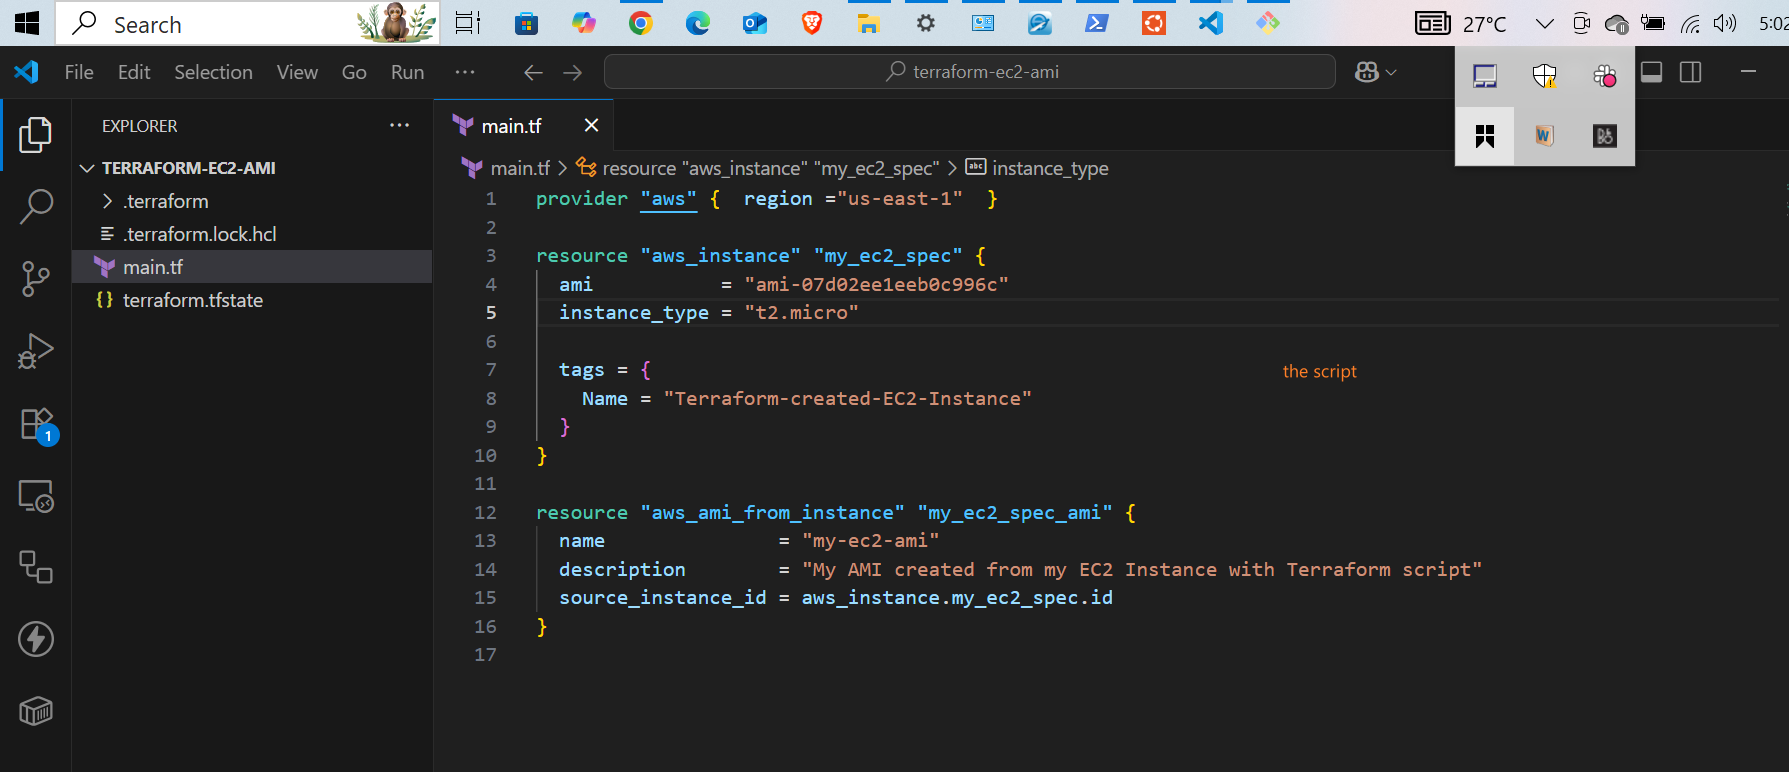 Search
27°C
5:02
File Edit Selection View Go Run ···
terraform-ec2-ami
EXPLORER ···
main.tf
TERRAFORM-EC2-AMI
.terraform
.terraform.lock.hcl
main.tf
{} terraform.tfstate
1
main.tf > resource "aws_instance" "my_ec2_spec" > abc instance_type
1 provider "aws" {  region ="us-east-1"  }
2
3 resource "aws_instance" "my_ec2_spec" {
4   ami           = "ami-07d02ee1eeb0c996c"
5   instance_type = "t2.micro"
6
7   tags = {
the script
8     Name = "Terraform-created-EC2-Instance"
9   }
10 }
11
12 resource "aws_ami_from_instance" "my_ec2_spec_ami" {
13   name               = "my-ec2-ami"
14   description        = "My AMI created from my EC2 Instance with Terraform script"
15   source_instance_id = aws_instance.my_ec2_spec.id
16 }
17